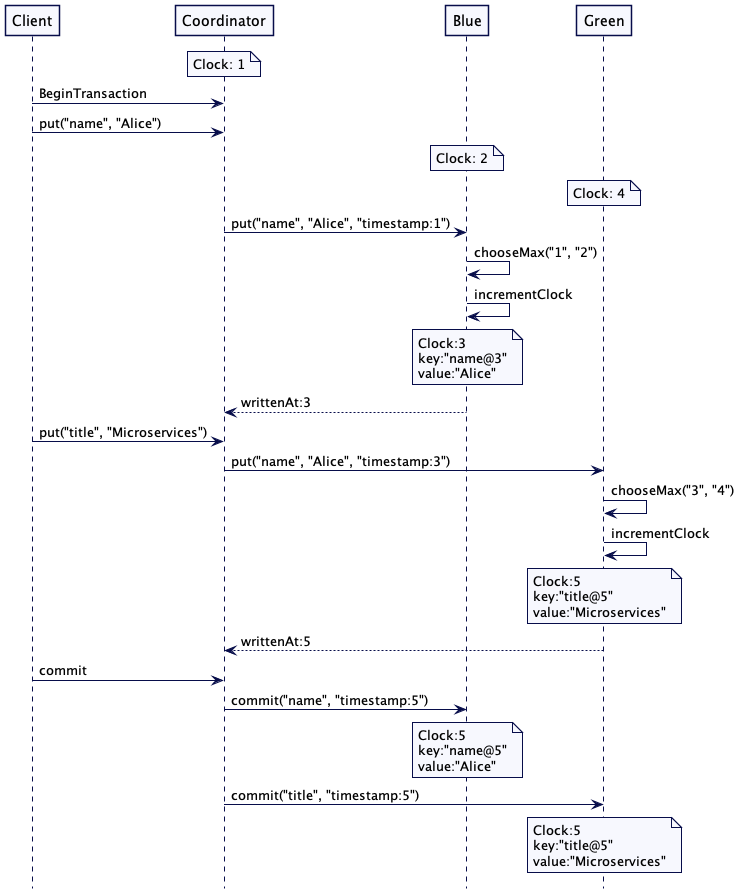 Client
Coordinator
Blue
Green
Clock: 1
BeginTransaction
put("name", "Alice")
Clock: 2
Clock: 4
put("name", "Alice", "timestamp:1")
chooseMax("1", "2")
incrementClock
Clock:3
key:"name@3"
value:"Alice"
writtenAt:3
put("title", "Microservices")
put("name", "Alice", "timestamp:3")
chooseMax("3", "4")
incrementClock
Clock:5
key:"title@5"
value:"Microservices"
writtenAt:5
commit
commit("name", "timestamp:5")
Clock:5
key:"name@5"
value:"Alice"
commit("title", "timestamp:5")
Clock:5
key:"title@5"
value:"Microservices"